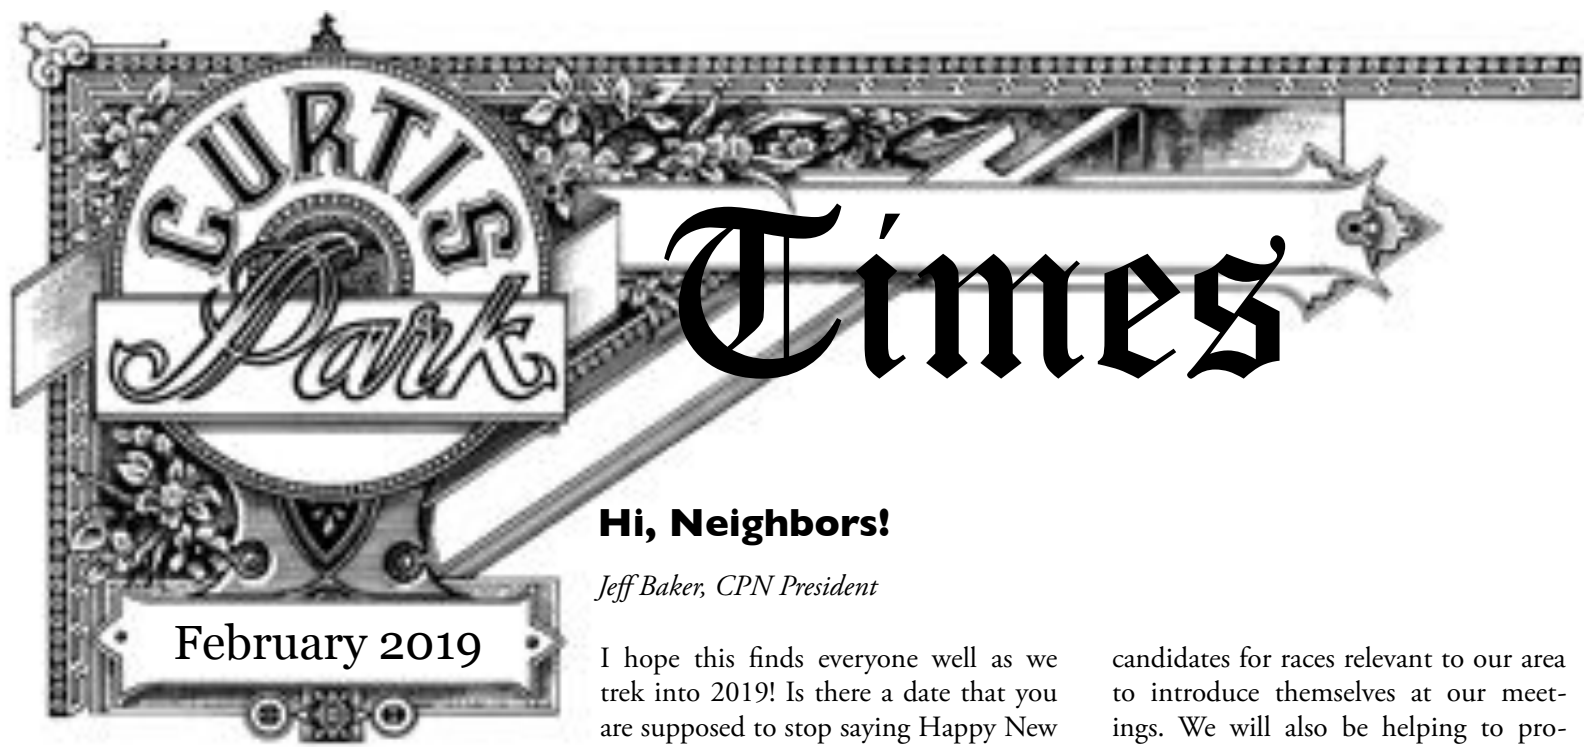 CURTIS
Park
Times
February 2019
Hi, Neighbors!
Jeff Baker, CPN President
I hope this finds everyone well as we
trek into 2019! Is there a date that you
are supposed to stop saying Happy New
candidates for races relevant to our area
to introduce themselves at our meet-
ings. We will also be helping to pro-